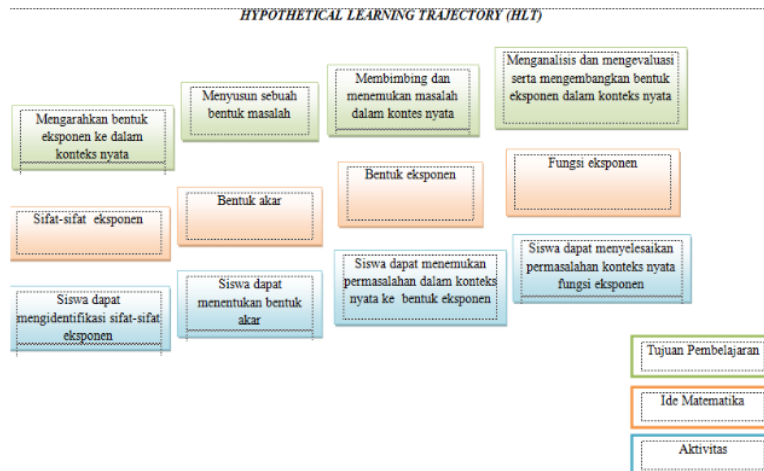 HYPOTHETICAL LEARNING TRAJECTORY (HLT)
Mengarahkan bentuk
eksponen ke dalam
konteks nyata
Menyusun sebuah
bentuk masalah
Membimbing dan
menemukan masalah
dalam kontes nyata
Menganalisis dan mengevaluasi
serta mengembangkan bentuk
eksponen dalam konteks nyata
Sifat-sifat eksponen
Bentuk akar
Bentuk eksponen
Fungsi eksponen
Siswa dapat
mengidentifikasi sifat-sifat
eksponen
Siswa dapat
menentukan bentuk
akar
Siswa dapat menemukan
permasalahan dalam konteks
nyata ke bentuk eksponen
Siswa dapat menyelesaikan
permasalahan konteks nyata
fungsi eksponen
Tujuan Pembelajaran
Ide Matematika
Aktivitas